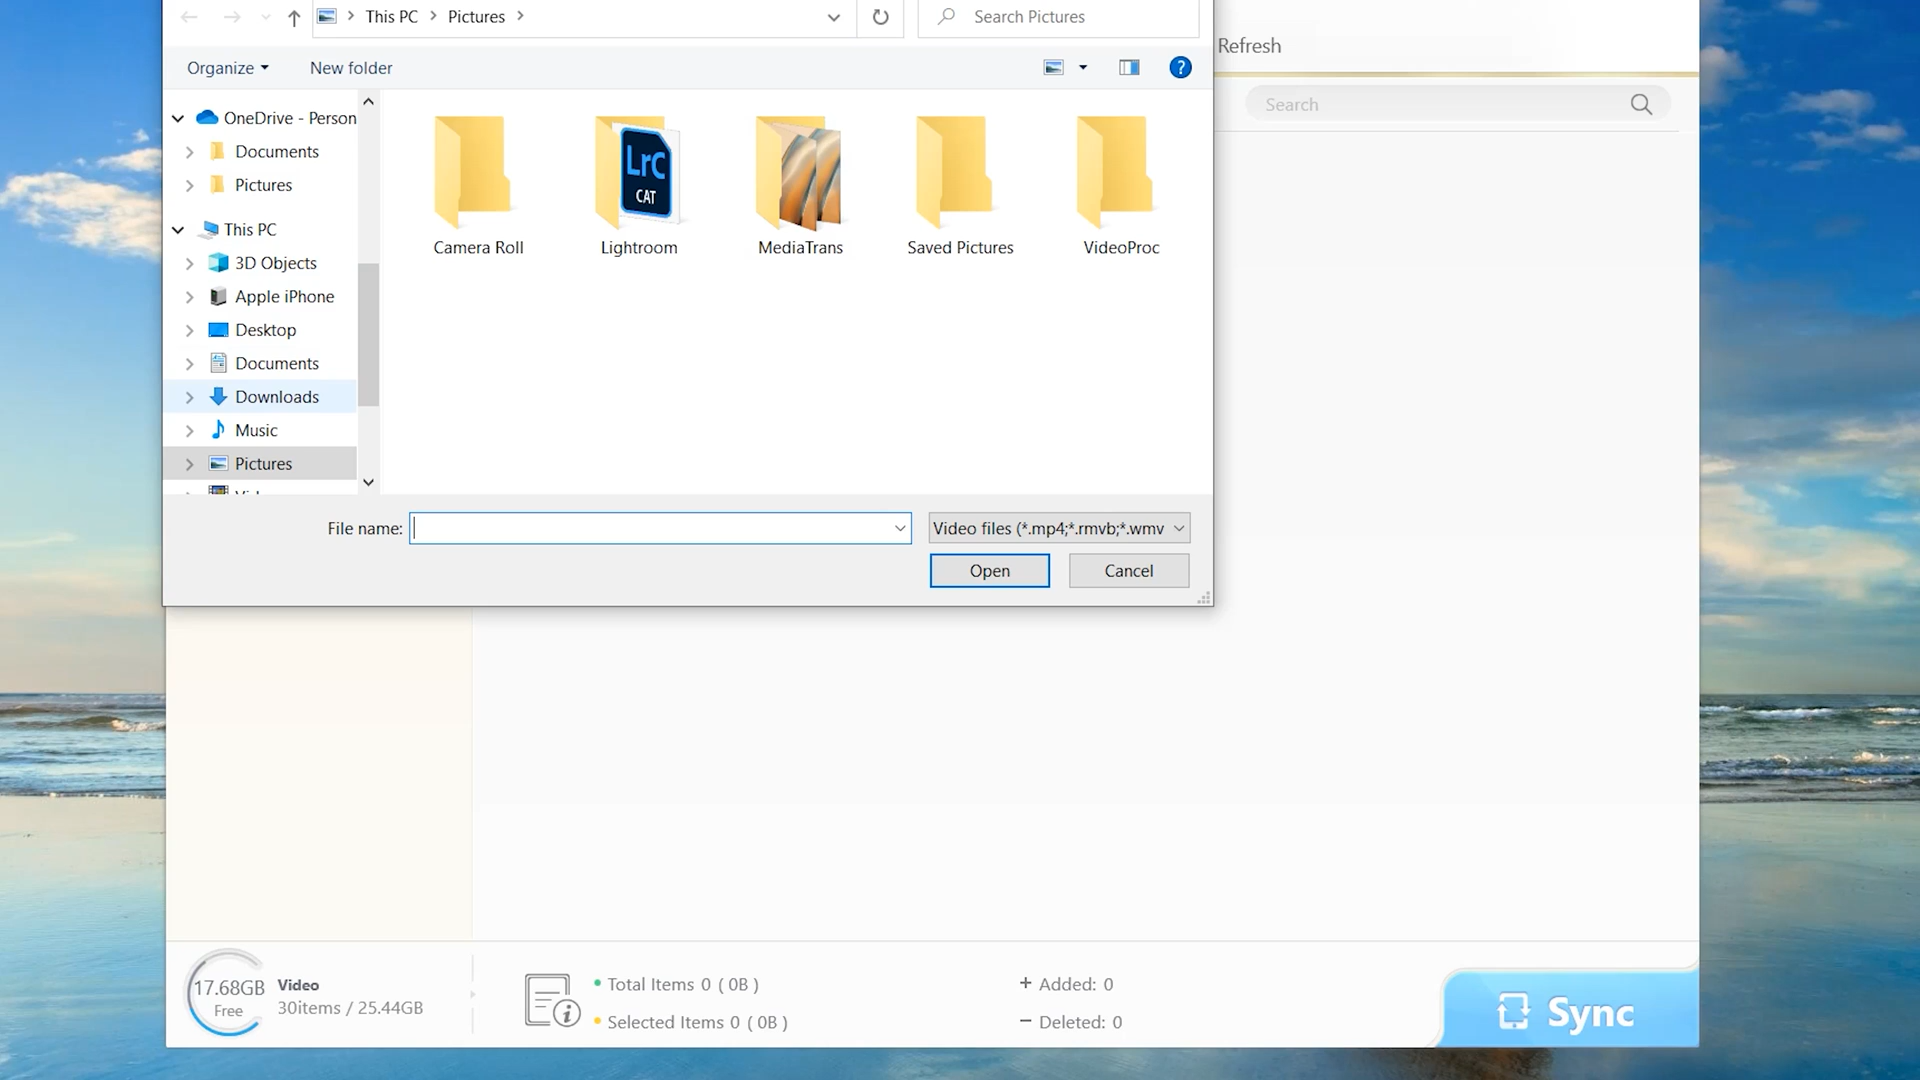 This PC Pictures
Search Pictures
Refresh
Organize
New folder
?
Search
OneDrive - Person
Documents
Pictures
This PC
3D Objects
Apple iPhone
Desktop
Documents
Downloads
Music
Pictures
LrC
CAT
Camera Roll
Lightroom
MediaTrans
Saved Pictures
VideoProc
File name:
Video files (*.mp4;*.rmvb;*.wmv
Open
Cancel
17.68GB
Free
Video
30items / 25.44GB
Total Items 0 ( 0B )
Selected Items 0 ( 0B )
+ Added: 0
− Deleted: 0
Sync